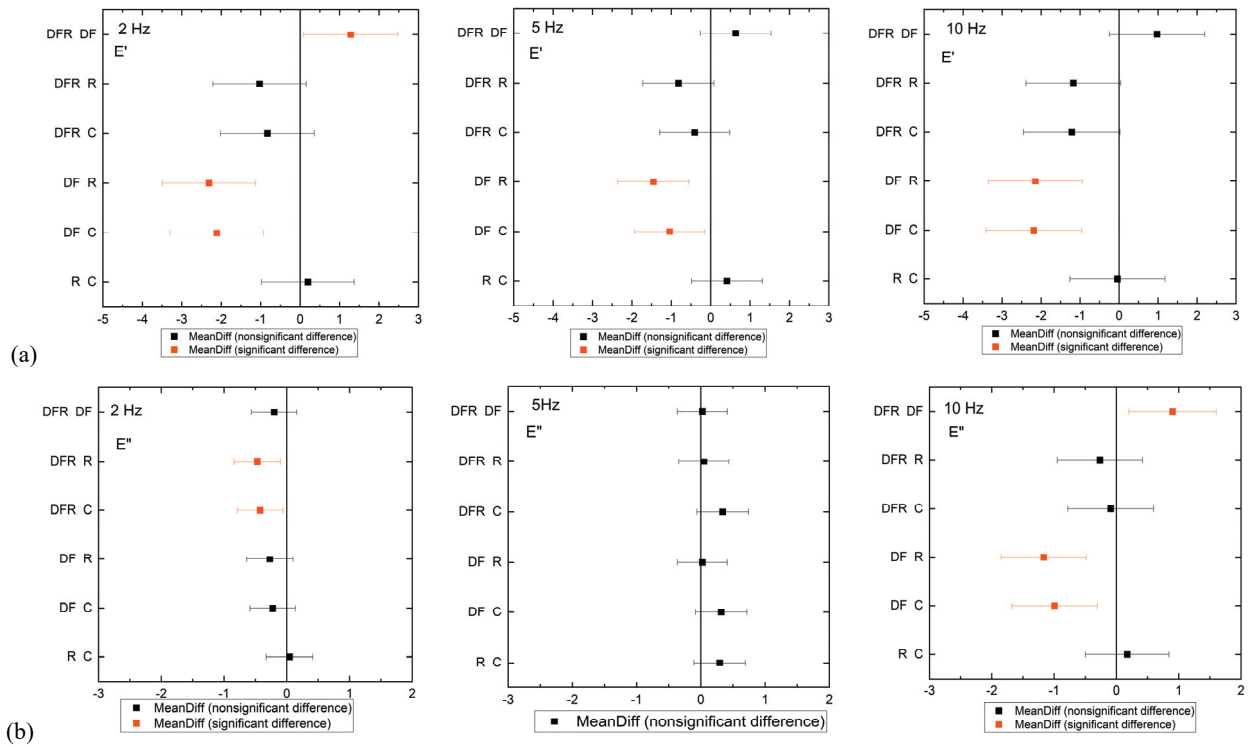 DFR DF
DFR R
DFR C
DF R
DF C
R C
2 Hz
E'
-5 -4 -3 -2 -1 0 1 2 3
MeanDiff (nonsignificant difference)
MeanDiff (significant difference)
DFR DF
DFR R
DFR C
DF R
DF C
R C
5 Hz
E'
-5 -4 -3 -2 -1 0 1 2 3
MeanDiff (nonsignificant difference)
MeanDiff (significant difference)
DFR DF
DFR R
DFR C
DF R
DF C
R C
10 Hz
E'
-5 -4 -3 -2 -1 0 1 2 3
MeanDiff (nonsignificant difference)
MeanDiff (significant difference)
(a)
DFR DF
DFR R
DFR C
DF R
DF C
R C
2 Hz
E"
-3 -2 -1 0 1 2
MeanDiff (nonsignificant difference)
MeanDiff (significant difference)
DFR DF
DFR R
DFR C
DF R
DF C
R C
5Hz
E"
-3 -2 -1 0 1 2
MeanDiff (nonsignificant difference)
DFR DF
DFR R
DFR C
DF R
DF C
R C
10 Hz
E"
-3 -2 -1 0 1 2
MeanDiff (nonsignificant difference)
MeanDiff (significant difference)
(b)